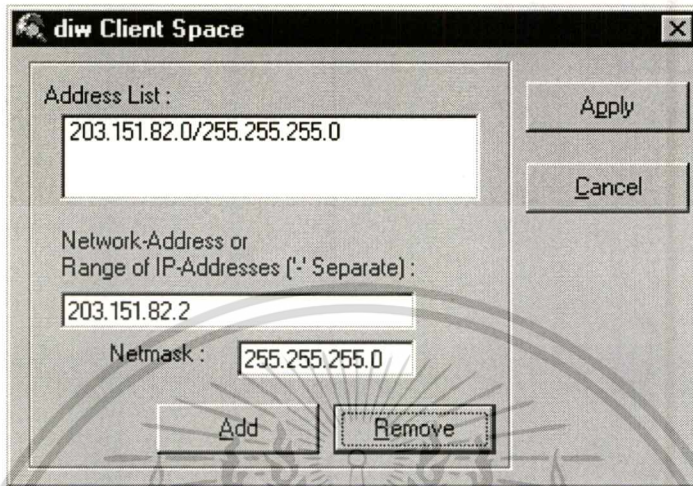 diw Client Space
Address List :
203.151.82.0/255.255.255.0
Apply
Cancel
Network-Address or
Range of IP-Addresses ('-' Separate) :
203.151.82.2
Netmask :
255.255.255.0
Add
Remove